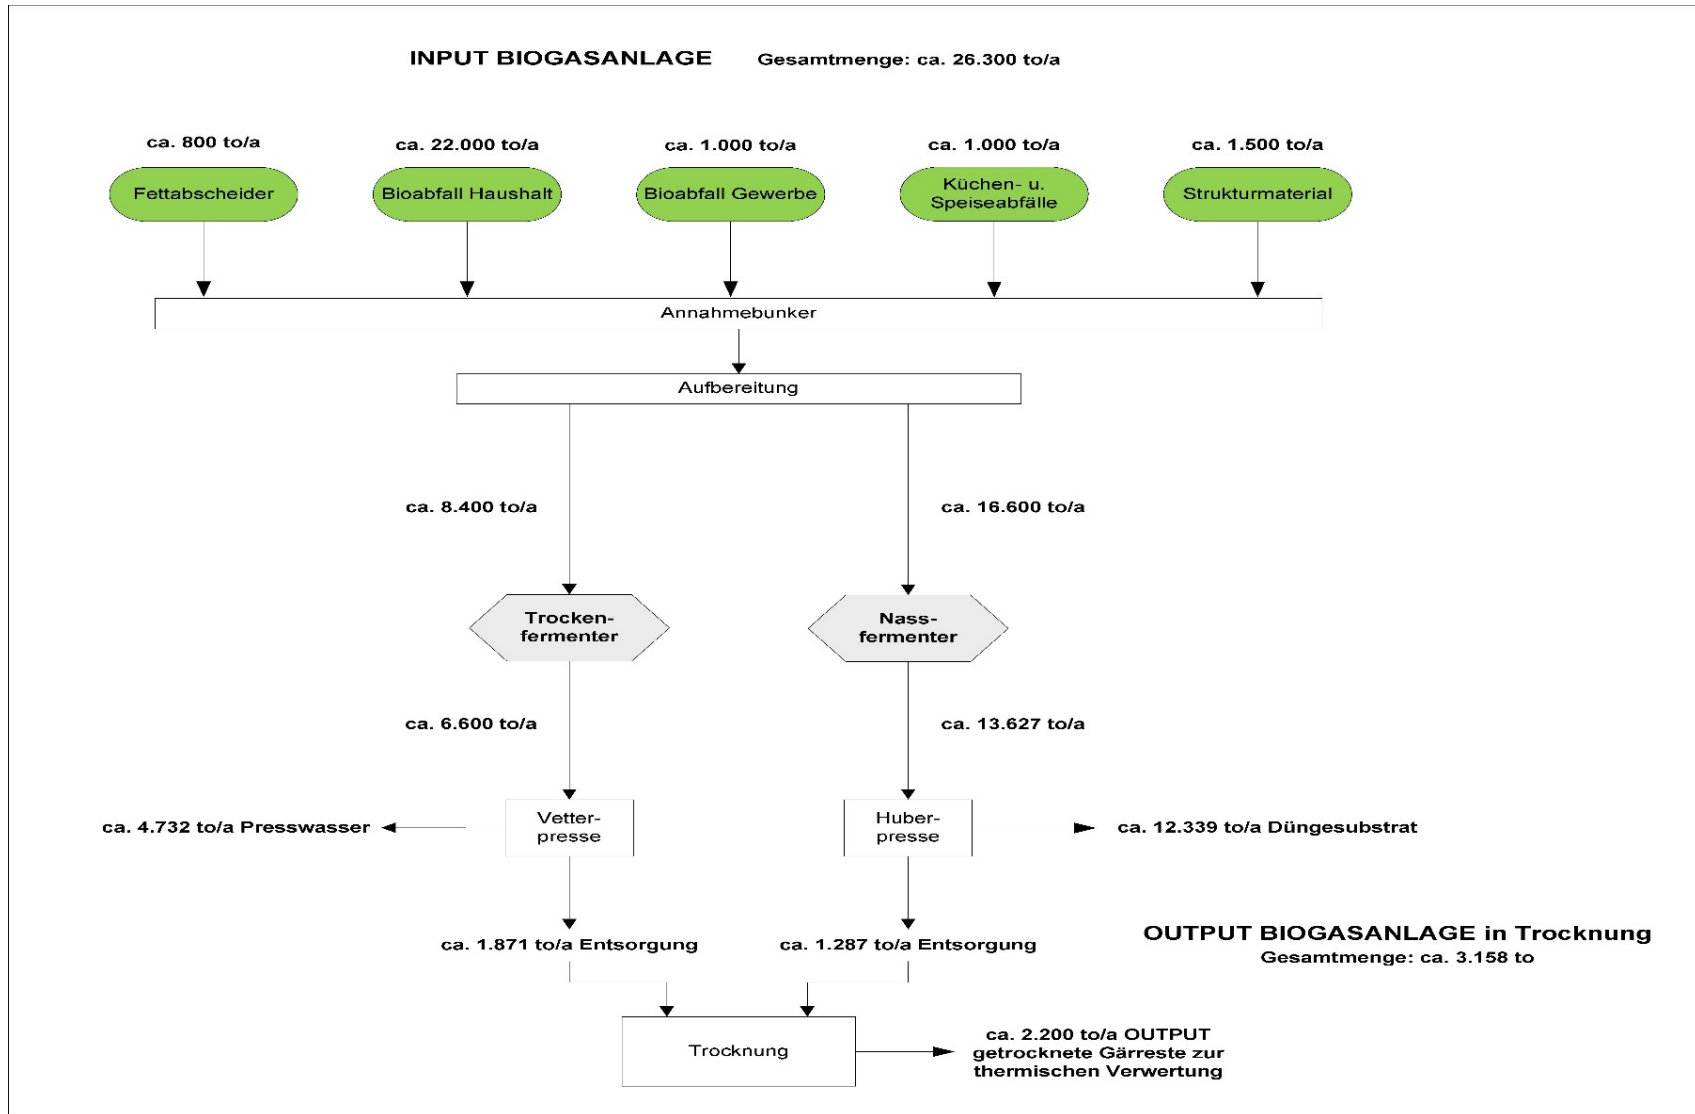 INPUT BIOGASANLAGE Gesamtmenge: ca. 26.300 to/a
ca. 800 to/a
ca. 22.000 to/a
ca. 1.000 to/a
ca. 1.000 to/a
ca. 1.500 to/a
Fettabscheider
Bioabfall Haushalt
Bioabfall Gewerbe
Küchen- u.
Speiseabfälle
Strukturmaterial
Annahmebunker
Aufbereitung
ca. 8.400 to/a
ca. 16.600 to/a
Trocken-
fermenter
Nass-
fermenter
ca. 6.600 to/a
ca. 13.627 to/a
ca. 4.732 to/a Presswasser
Vetter-
presse
Huber-
presse
ca. 12.339 to/a Düngesubstrat
ca. 1.871 to/a Entsorgung
ca. 1.287 to/a Entsorgung
OUTPUT BIOGASANLAGE in Trocknung
Gesamtmenge: ca. 3.158 to
Trocknung
ca. 2.200 to/a OUTPUT
getrocknete Gärreste zur
thermischen Verwertung